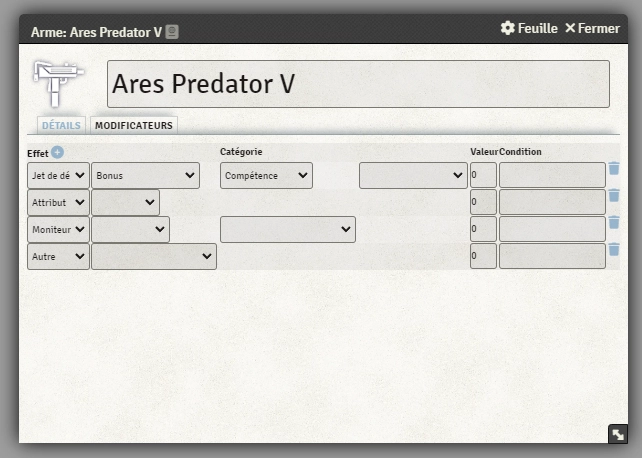 Arme: Ares Predator V
Feuille Fermer
Ares Predator V
DÉTAILS MODIFICATEURS
Effet Catégorie Valeur Condition
Jet de dé Bonus Compétence 0
Attribut 0
Moniteur 0
Autre 0